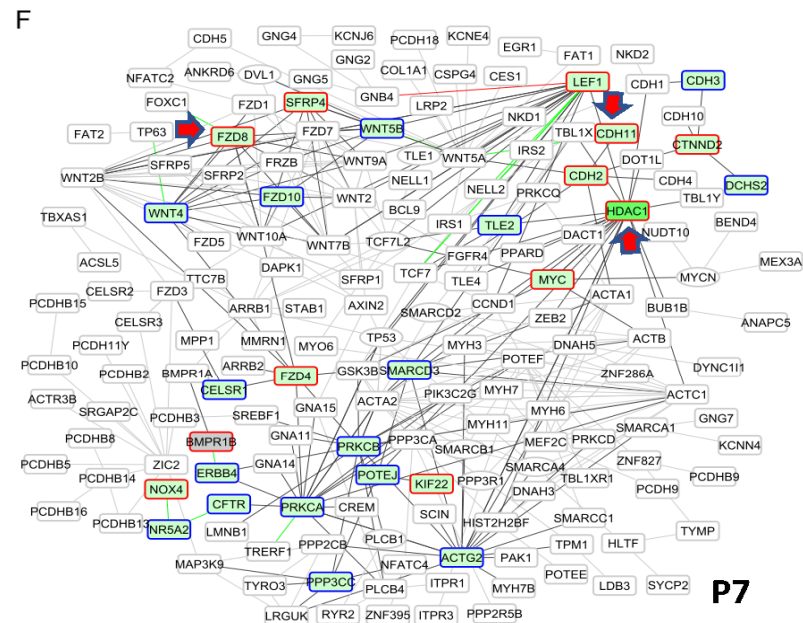 F
CDH5
GNG4
KCNJ6
PCDH18
KCNE4
EGR1
FAT1
NKD2
GNG2
NFATC2
ANKRD6
DVL1
GNG5
COL1A1
CSPG4
CES1
LEF1
CDH1
CDH3
FOXC1
FZD1
SFRP4
GNB4
LRP2
NKD1
CDH10
FAT2
TP63
FZD8
FZD7
WNT5B
TBL1X
CDH11
CTNND2
SFRP5
FRZB
WNT9A
TLE1
WNT5A
IRS2
DOT1L
WNT2B
SFRP2
NELL1
NELL2
PRKCQ
CDH2
CDH4
DCHS2
FZD10
WNT2
BCL9
TBL1Y
TBXAS1
WNT4
IRS1
TLE2
HDAC1
BEND4
FZD5
WNT10A
WNT7B
TCF7L2
DACT1
NUDT10
ACSL5
DAPK1
FGFR4
PPARD
MEX3A
TTC7B
SFRP1
TCF7
TLE4
MYC
MYCN
CELSR2
FZD3
ACTA1
PCDHB15
ARRB1
STAB1
AXIN2
CCND1
BUB1B
CELSR3
SMARCD2
ZEB2
ANAPC5
MPP1
MMRN1
MYO6
TP53
MYH3
DNAH5
ACTB
PCDH11Y
PCDHB10
PCDHB2
BMPR1A
ARRB2
FZD4
GSK3B
SMARCD3
POTEF
ZNF286A
DYNC1I1
ACTR3B
CELSR1
ACTA2
PIK3C2G
MYH7
ACTC1
SRGAP2C
PCDHB3
SREBF1
GNA15
MYH11
MYH6
GNG7
SMARCA1
PCDHB8
BMPR1B
GNA11
PRKCB
PPP3CA
SMARCB1
MEF2C
PRKCD
KCNN4
PCDHB5
ZIC2
ERBB4
GNA14
POTEJ
KIF22
PPP3R1
SMARCA4
ZNF827
PCDHB14
NOX4
DNAH3
TBL1XR1
PCDH9
PCDHB9
PCDHB16
CFTR
PRKCA
CREM
SCIN
PCDHB13
NR5A2
LMNB1
HIST2H2BF
SMARCC1
TYMP
TRERF1
PPP2CB
PLCB1
HLTF
MAP3K9
NFATC4
ACTG2
PAK1
TPM1
TYRO3
PPP3CC
PLCB4
ITPR1
MYH7B
POTEE
LDB3
SYCP2
LRGUK
RYR2
ZNF395
ITPR3
PPP2R5B
P7